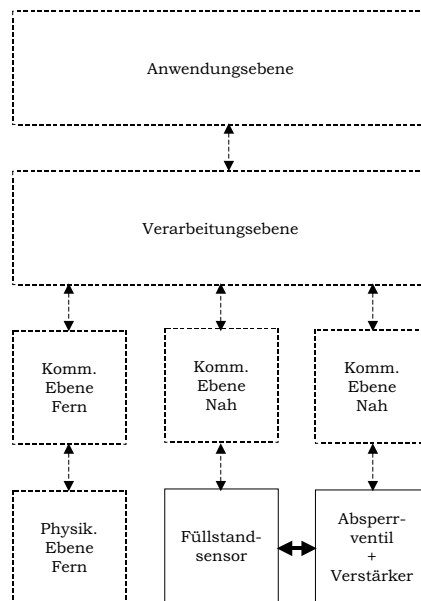 Anwendungsebene
Verarbeitungsebene
Komm.
Ebene
Fern
Komm.
Ebene
Nah
Komm.
Ebene
Nah
Physik.
Ebene
Fern
Füllstand-
sensor
Absperr-
ventil
+
Verstärker